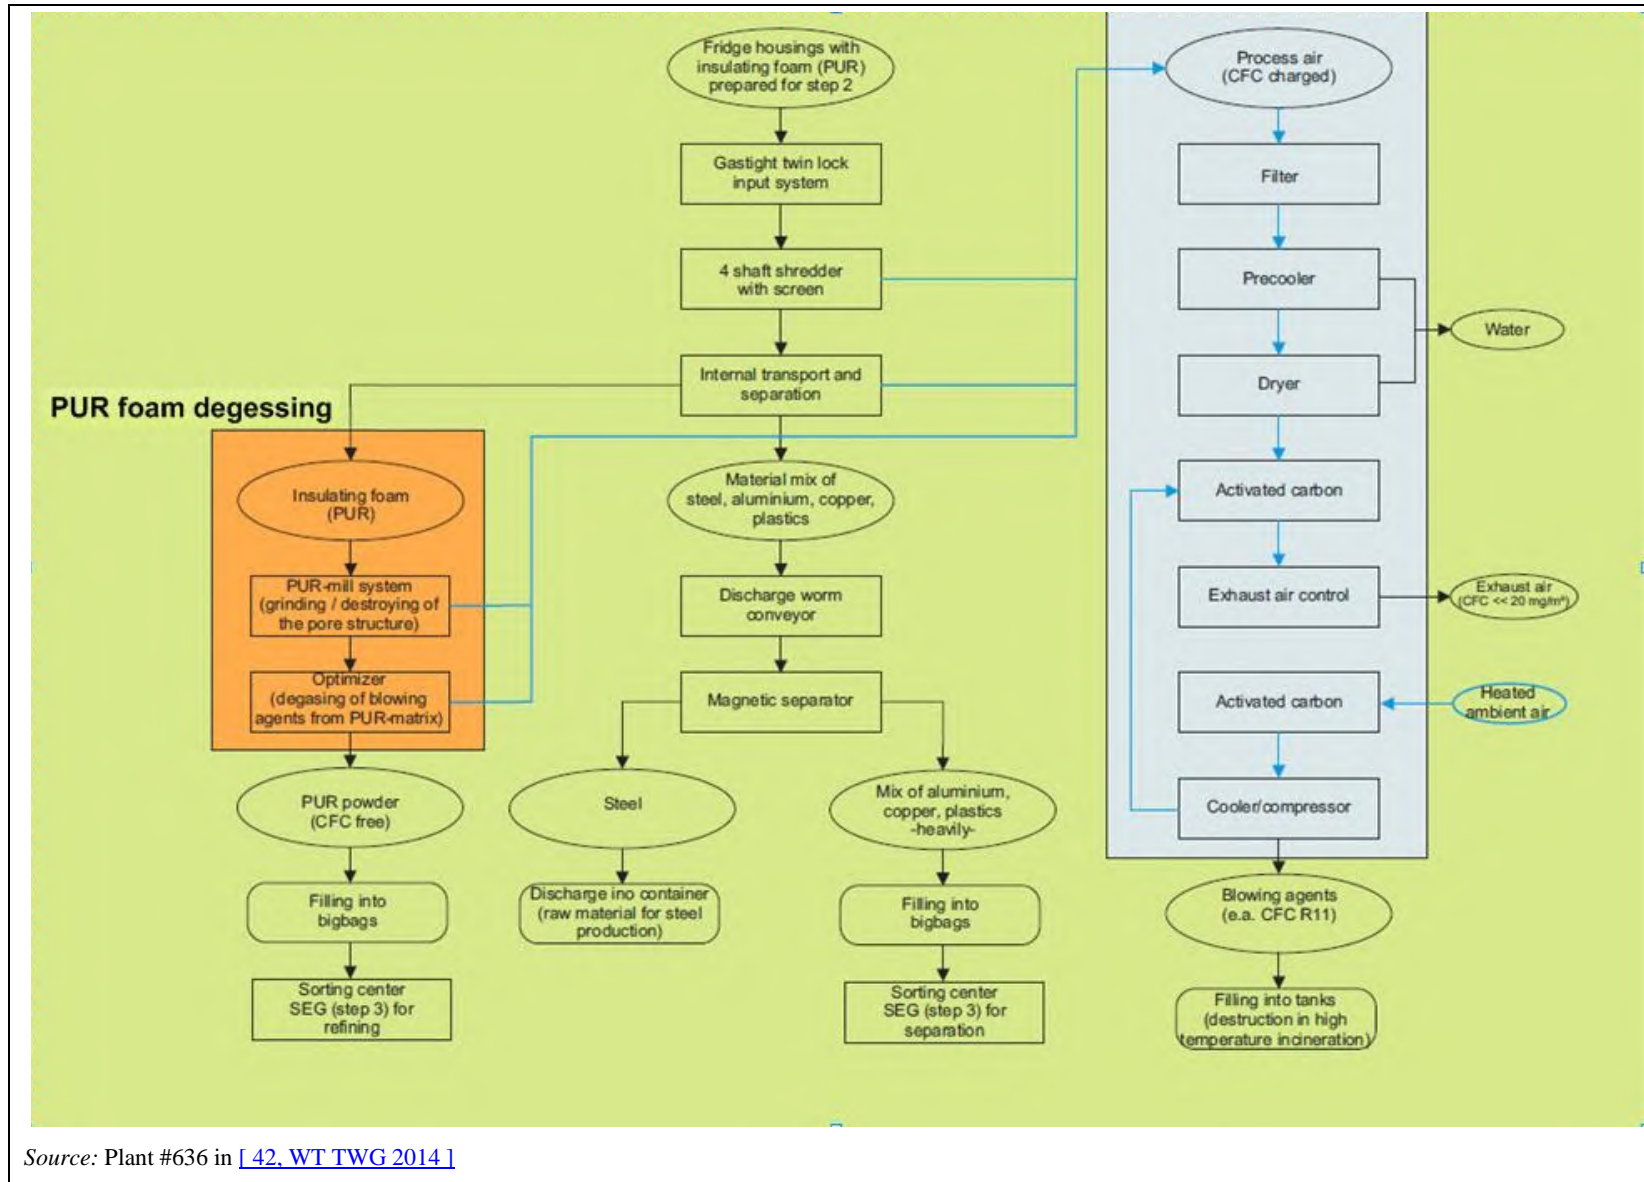 Fridge housings with
insulating foam (PUR)
prepared for step 2
Gastight twin lock
input system
4 shaft shredder
with screen
Internal transport and
separation
PUR foam degessing
Insulating foam
(PUR)
PUR-mill system
(grinding / destroying of
the pore structure)
Optimizer
(degasing of blowing
agents from PUR-matrix)
PUR powder
(CFC free)
Filling into
bigbags
Sorting center
SEG (step 3) for
refining
Material mix of
steel, aluminium, copper,
plastics
Discharge worm
conveyor
Magnetic separator
Steel
Discharge ino container
(raw material for steel
production)
Mix of aluminium,
copper, plastics
-heavily-
Filling into
bigbags
Sorting center
SEG (step 3) for
separation
Process air
(CFC charged)
Filter
Precooler
Water
Dryer
Activated carbon
Exhaust air control
Exhaust air
(CFC << 20 mg/m³)
Activated carbon
Heated
ambient air
Cooler/compressor
Blowing agents
(e.a. CFC R11)
Filling into tanks
(destruction in high
temperature incineration)
Source: Plant #636 in [ 42, WT TWG 2014 ]